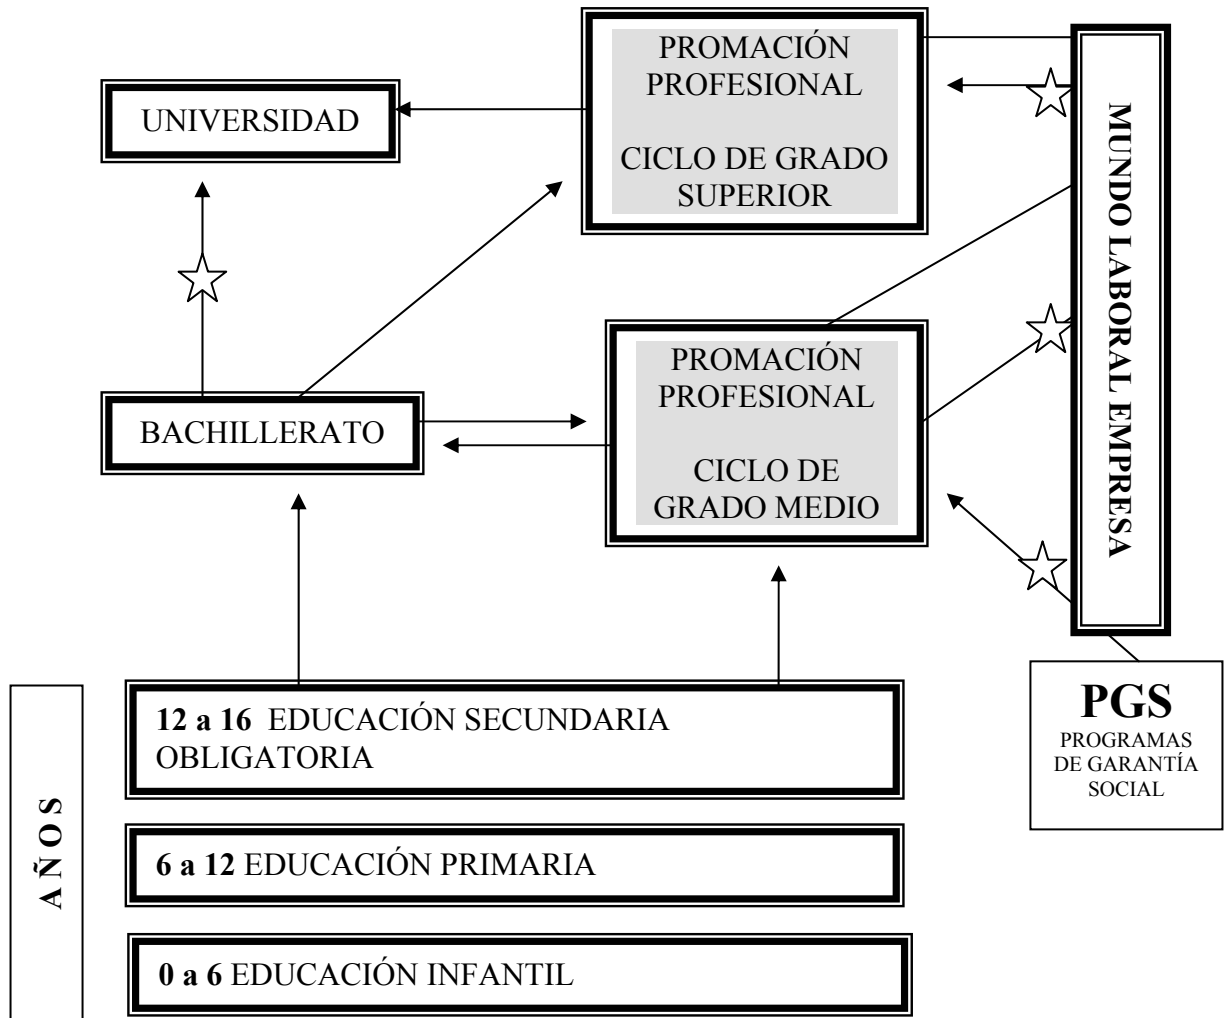 PROMACIÓN
PROFESIONAL
CICLO DE GRADO
SUPERIOR
UNIVERSIDAD
MUNDO LABORAL EMPRESA
PROMACIÓN
PROFESIONAL
CICLO DE
GRADO MEDIO
BACHILLERATO
PGS
PROGRAMAS
DE GARANTÍA
SOCIAL
AÑOS
12 a 16 EDUCACIÓN SECUNDARIA
OBLIGATORIA
6 a 12 EDUCACIÓN PRIMARIA
0 a 6 EDUCACIÓN INFANTIL